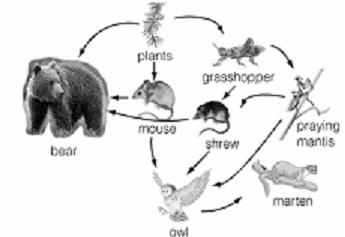 plants
grasshopper
bear
mouse
shrew
praying
mantis
marten
owl